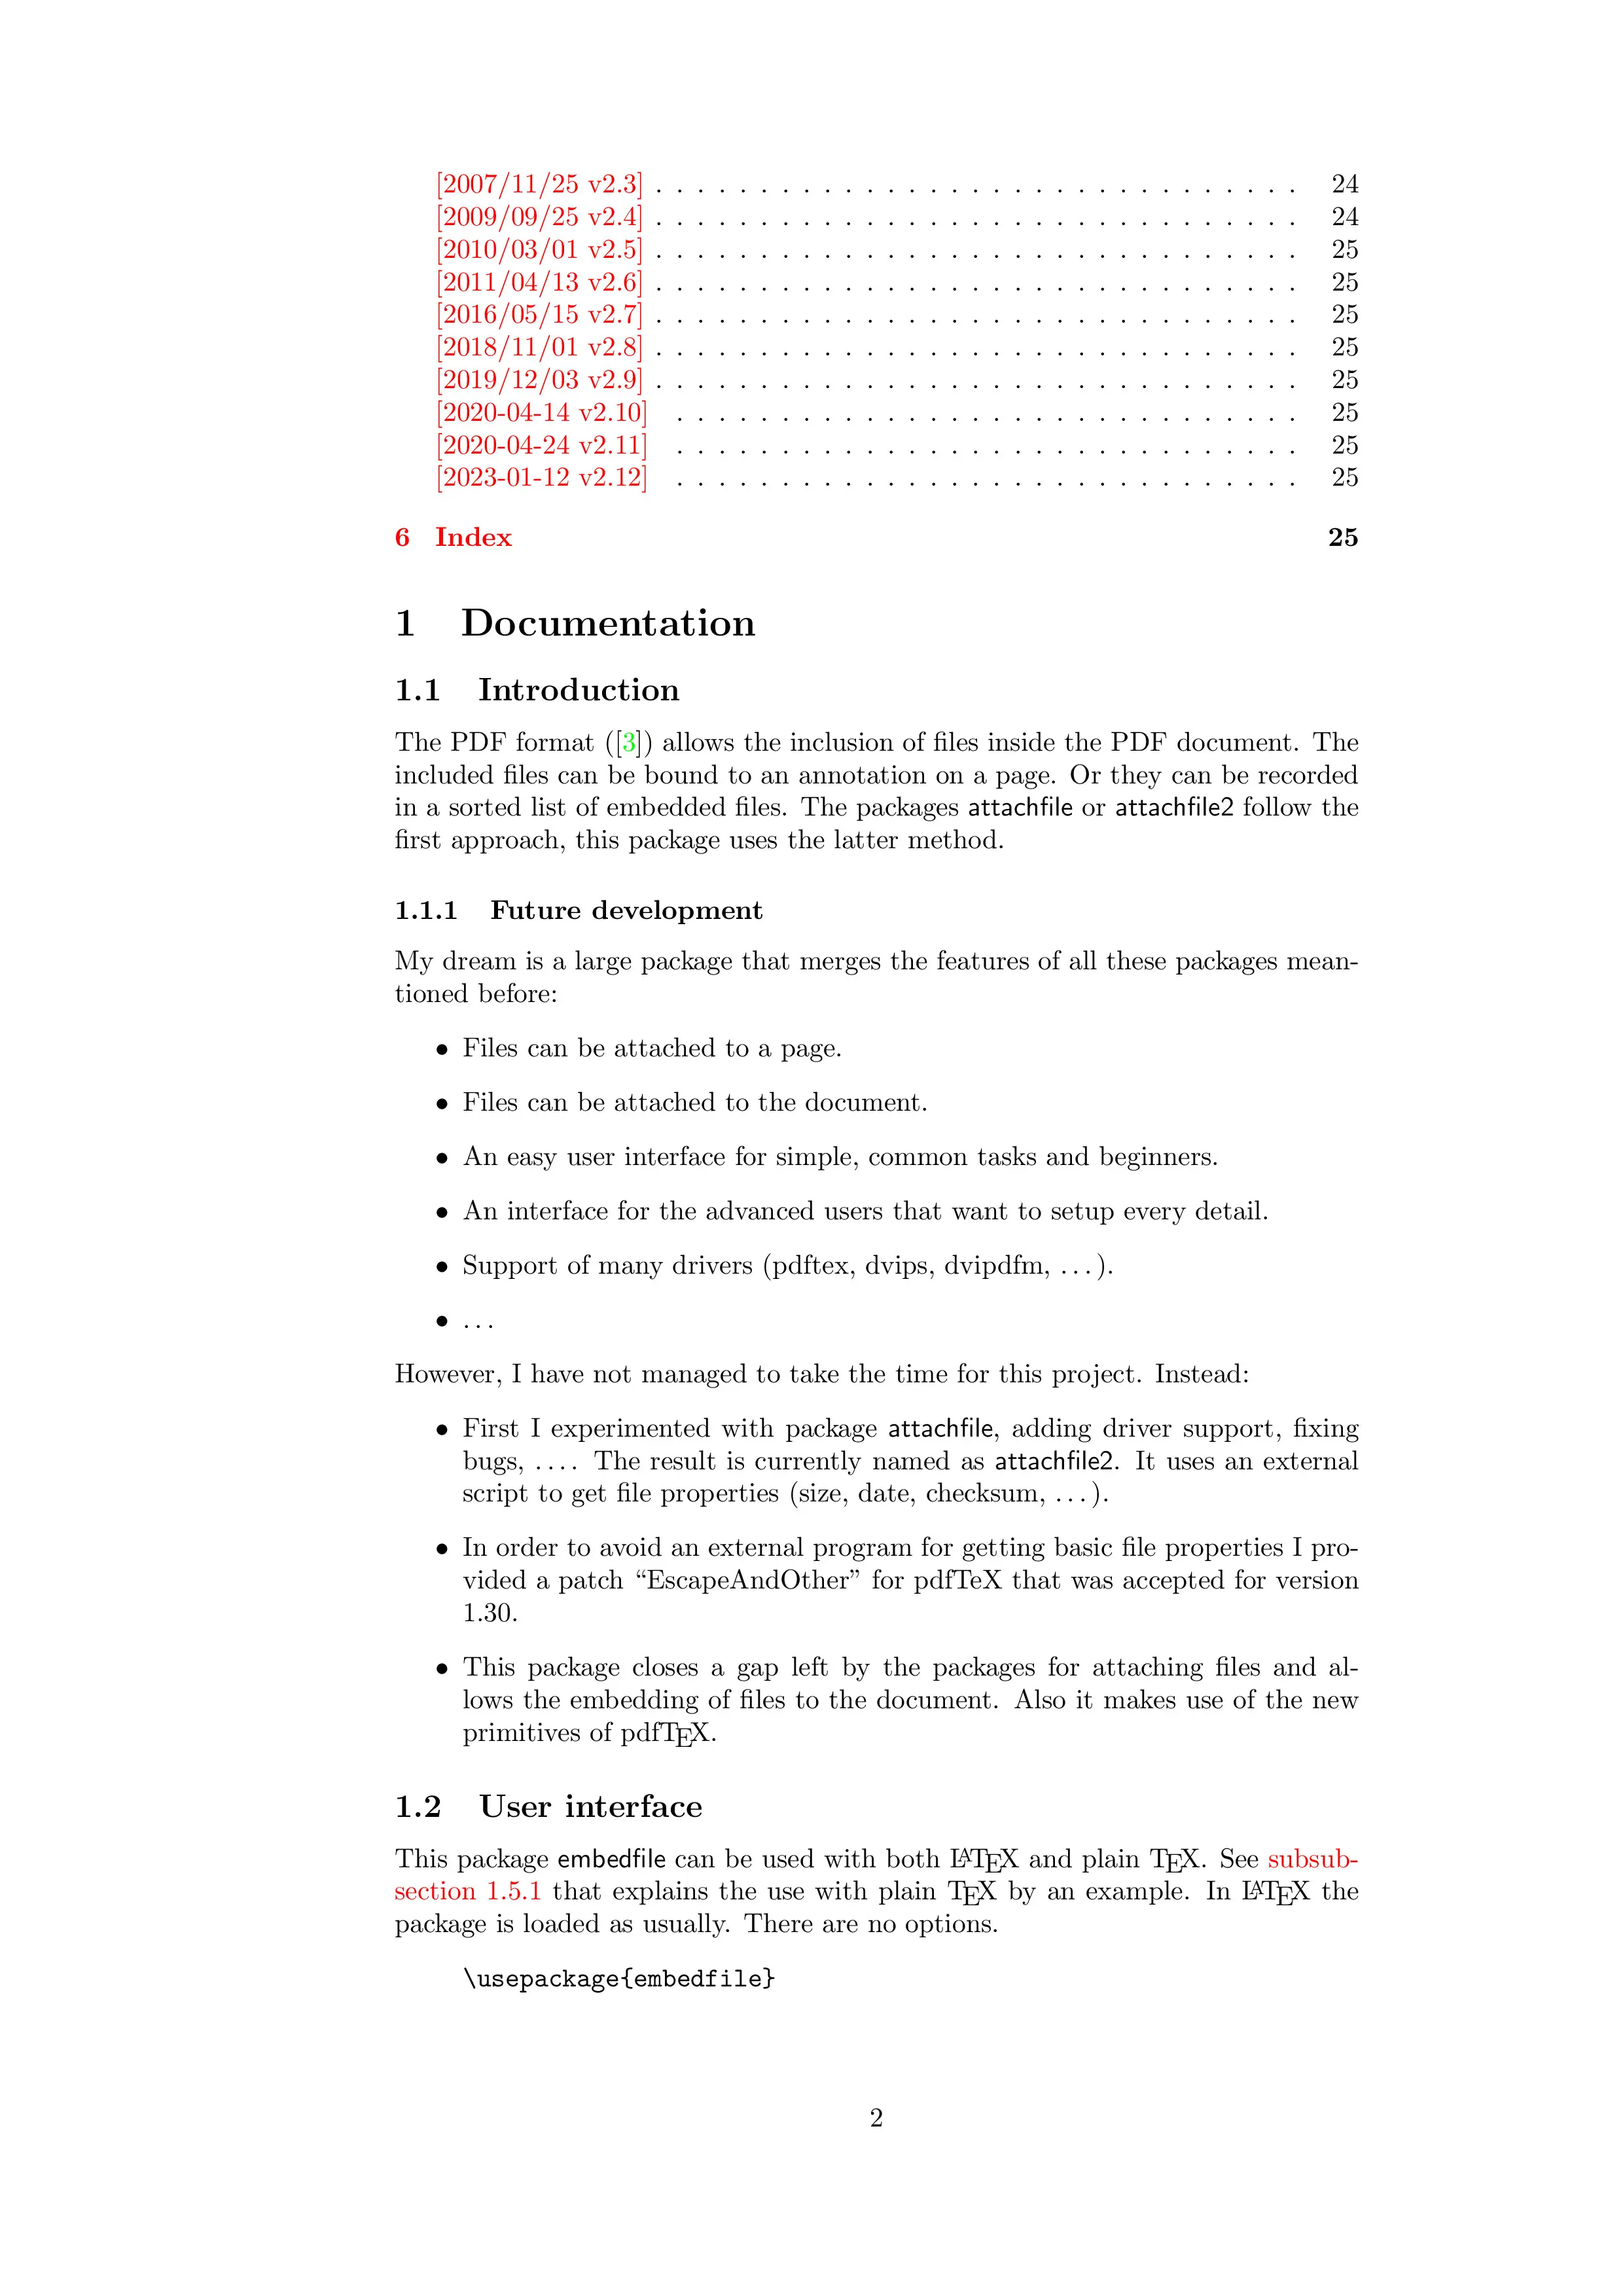 [2007/11/25 v2.3] . . . . . . . . . . . . . . . . . . . . . . . . . . . . . . . 24
[2009/09/25 v2.4] . . . . . . . . . . . . . . . . . . . . . . . . . . . . . . . 24
[2010/03/01 v2.5] . . . . . . . . . . . . . . . . . . . . . . . . . . . . . . . 25
[2011/04/13 v2.6] . . . . . . . . . . . . . . . . . . . . . . . . . . . . . . . 25
[2016/05/15 v2.7] . . . . . . . . . . . . . . . . . . . . . . . . . . . . . . . 25
[2018/11/01 v2.8] . . . . . . . . . . . . . . . . . . . . . . . . . . . . . . . 25
[2019/12/03 v2.9] . . . . . . . . . . . . . . . . . . . . . . . . . . . . . . . 25
[2020-04-14 v2.10] . . . . . . . . . . . . . . . . . . . . . . . . . . . . . . 25
[2020-04-24 v2.11] . . . . . . . . . . . . . . . . . . . . . . . . . . . . . . 25
[2023-01-12 v2.12] . . . . . . . . . . . . . . . . . . . . . . . . . . . . . . 25
6 Index 25
1 Documentation
1.1 Introduction
The PDF format ([3]) allows the inclusion of files inside the PDF document. The
included files can be bound to an annotation on a page. Or they can be recorded
in a sorted list of embedded files. The packages attachfile or attachfile2 follow the
first approach, this package uses the latter method.
1.1.1 Future development
My dream is a large package that merges the features of all these packages mean-
tioned before:
• Files can be attached to a page.
• Files can be attached to the document.
• An easy user interface for simple, common tasks and beginners.
• An interface for the advanced users that want to setup every detail.
• Support of many drivers (pdftex, dvips, dvipdfm, . . . ).
• . . .
However, I have not managed to take the time for this project. Instead:
• First I experimented with package attachfile, adding driver support, fixing
bugs, . . . . The result is currently named as attachfile2. It uses an external
script to get file properties (size, date, checksum, . . . ).
• In order to avoid an external program for getting basic file properties I pro-
vided a patch “EscapeAndOther” for pdfTeX that was accepted for version
1.30.
• This package closes a gap left by the packages for attaching files and al-
lows the embedding of files to the document. Also it makes use of the new
primitives of pdfTEX.
1.2 User interface
This package embedfile can be used with both LATEX and plain TEX. See subsub-
section 1.5.1 that explains the use with plain TEX by an example. In LATEX the
package is loaded as usually. There are no options.
\usepackage{embedfile}
2